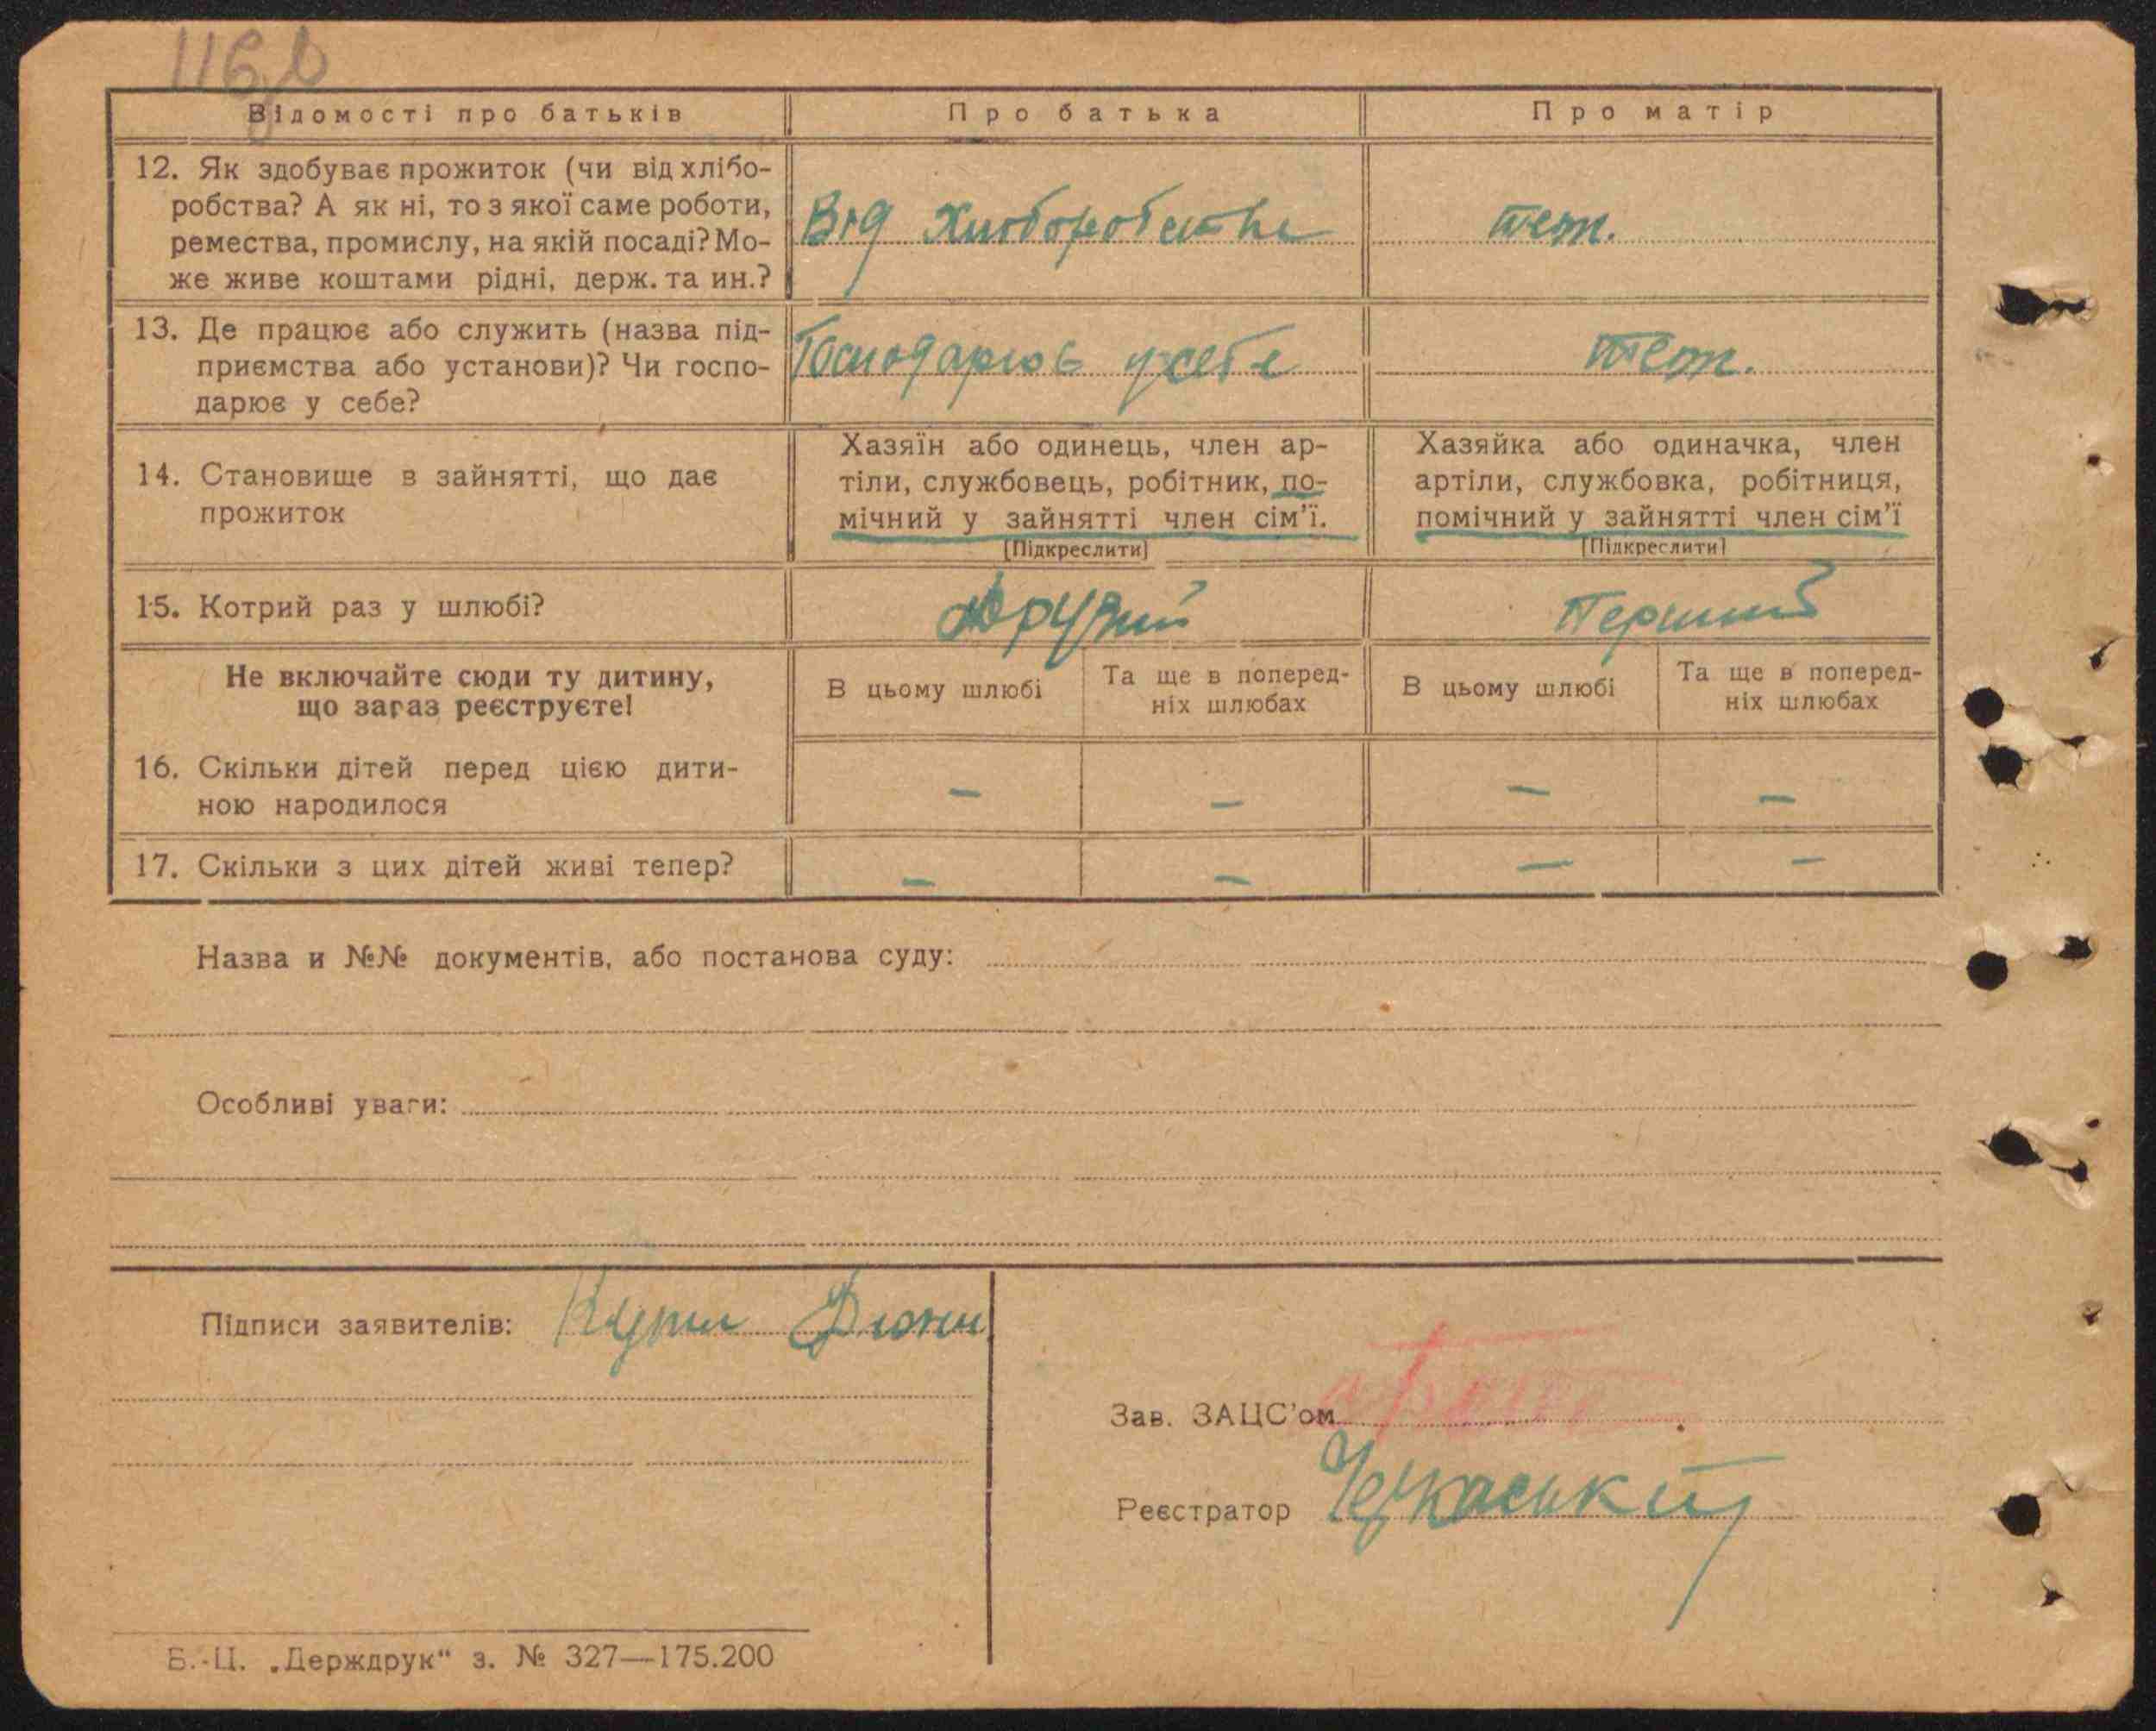 Відомості про батьків
Про батька
Про матір
12. Як здобуває прожиток (чи від хлібо-
робства? А як ні, то з якої саме роботи,
ремества, промислу, на якій посаді? Мо-
же живе коштами рідні, держ. та ин.?
Від Хліборобства
теж.
13. Де працює або служить (назва під-
приємства або установи)? Чи госпо-
дарює у себе?
Господарює у себе
теж.
14. Становище в зайнятті, що дає
прожиток
Хазяїн або одинець, член ар-
тіли, службовець, робітник, по-
мічний у зайнятті член сім'ї.
[Підкреслити]
Хазяйка або одиначка, член
артіли, службовка, робітниця,
помічний у зайнятті член сім'ї
[Підкреслити]
15. Котрий раз у шлюбі?
Другий
Перший
Не включайте сюди ту дитину,
що зараз реєструєте!
В цьому шлюбі
Та ще в поперед-
ніх шлюбах
В цьому шлюбі
Та ще в поперед-
ніх шлюбах
16. Скільки дітей перед цією дити-
ною народилося
— — — —
17. Скільки з цих дітей живі тепер?
— — — —
Назва и №№ документів, або постанова суду:
Особливі уваги:
Підписи заявителів:
Зав. ЗАЦС'ом
Реєстратор Черкаський
Б.-Ц. „Держдрук" з. № 327—175.200